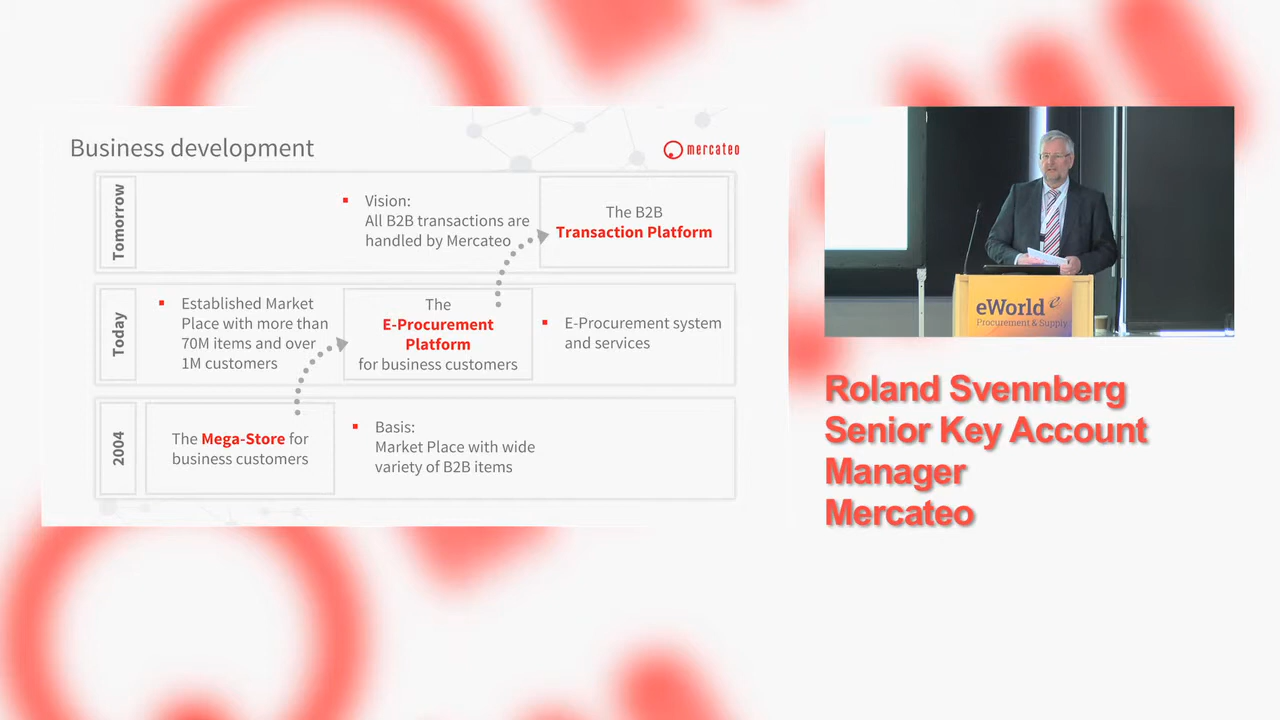 Business development
mercateo
Tomorrow
Vision:
All B2B transactions are
handled by Mercateo
The B2B
Transaction Platform
Today
Established Market
Place with more than
70M items and over
1M customers
The
E-Procurement
Platform
for business customers
E-Procurement system
and services
2004
The Mega-Store for
business customers
Basis:
Market Place with wide
variety of B2B items
eWorld e
Procurement & Supply
Roland Svennberg
Senior Key Account
Manager
Mercateo